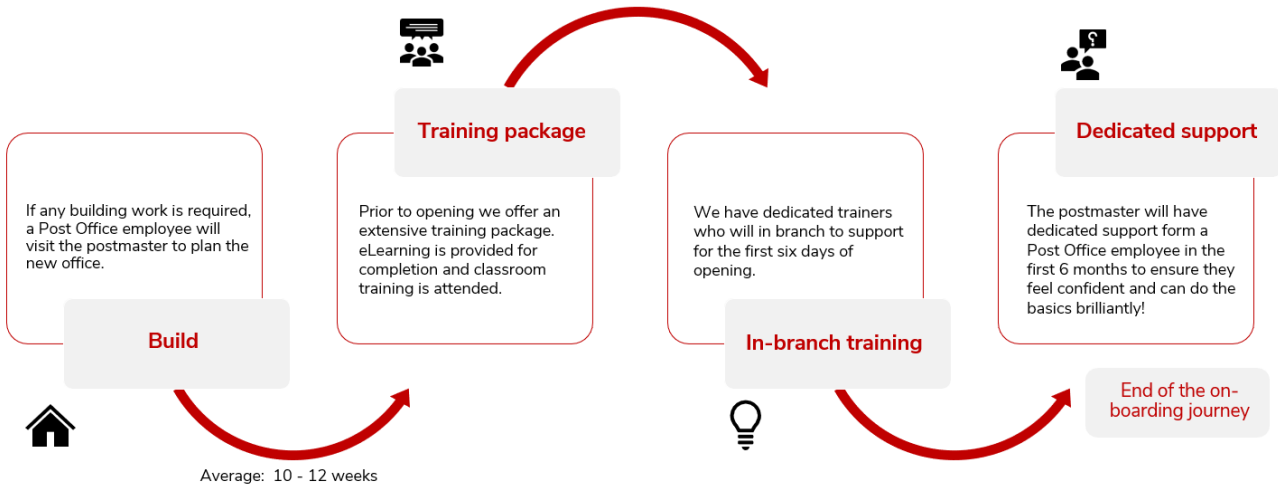 If any building work is required,
a Post Office employee will
visit the postmaster to plan the
new office.
Build
Average: 10 - 12 weeks
Training package
Prior to opening we offer an
extensive training package.
eLearning is provided for
completion and classroom
training is attended.
We have dedicated trainers
who will in branch to support
for the first six days of
opening.
In-branch training
Dedicated support
The postmaster will have
dedicated support form a
Post Office employee in the
first 6 months to ensure they
feel confident and can do the
basics brilliantly!
End of the on-
boarding journey